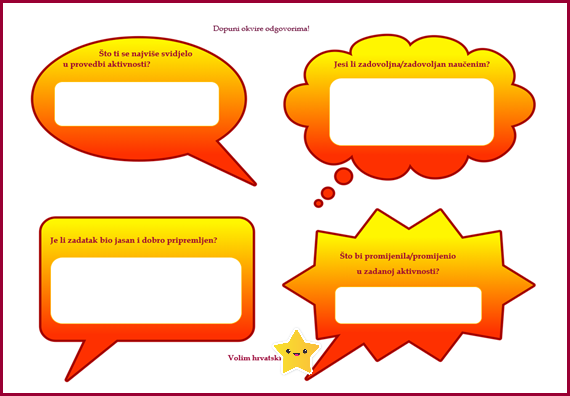 Dopuni okvire odgovorima!
Što ti se najviše svidjelo
u provedbi aktivnosti?
Jesi li zadovoljna/zadovoljan naučenim?
Je li zadatak bio jasan i dobro pripremljen?
Što bi promijenila/promijenio
u zadanoj aktivnosti?
Volim hrvatski